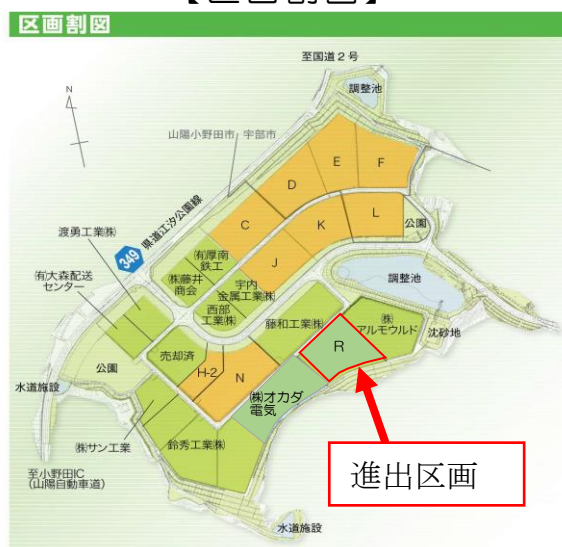 【区画割図】
区画割図
至国道2号
調整池
N
山陽小野田市
宇部市
E
F
D
県道江汐公園線
C
K
L
公園
渡勇工業㈱
349
㈲厚南
鉄工
J
㈱藤井
商会
宇内
金属工業㈱
調整池
㈲大森配送
センター
西部
工業㈱
藤和工業㈱
㈱
アルモウルド
沈砂地
R
売却済
公園
H-2
N
水道施設
㈱オカダ
電気
㈱サン工業
鈴秀工業㈱
進出区画
至小野田IC
(山陽自動車道)
水道施設